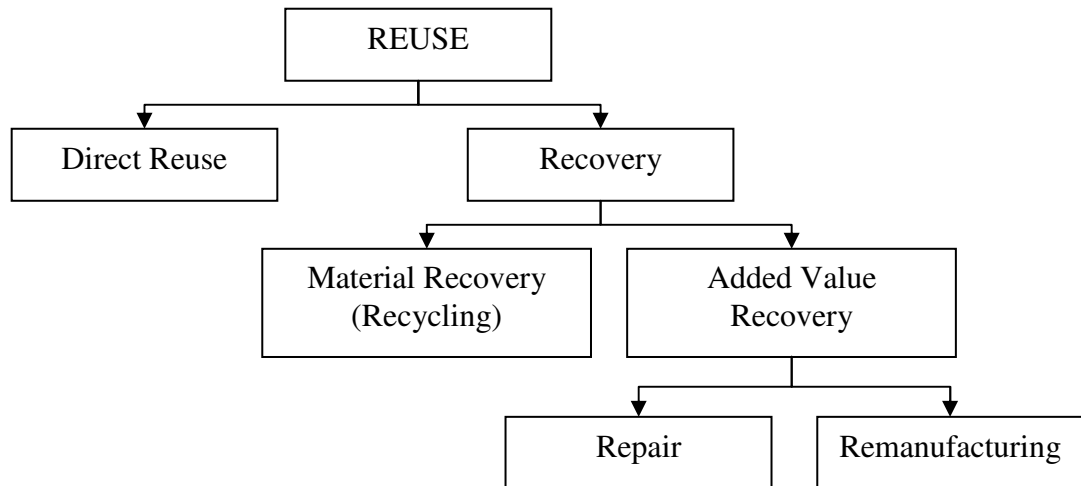 REUSE
Direct Reuse
Recovery
Material Recovery
(Recycling)
Added Value
Recovery
Repair
Remanufacturing